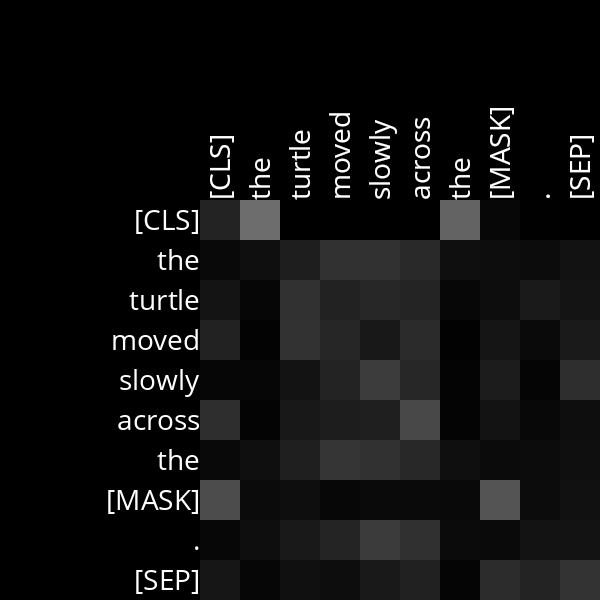 [CLS] the turtle moved slowly across the [MASK] . [SEP]
[CLS]
the
turtle
moved
slowly
across
the
[MASK]
.
[SEP]